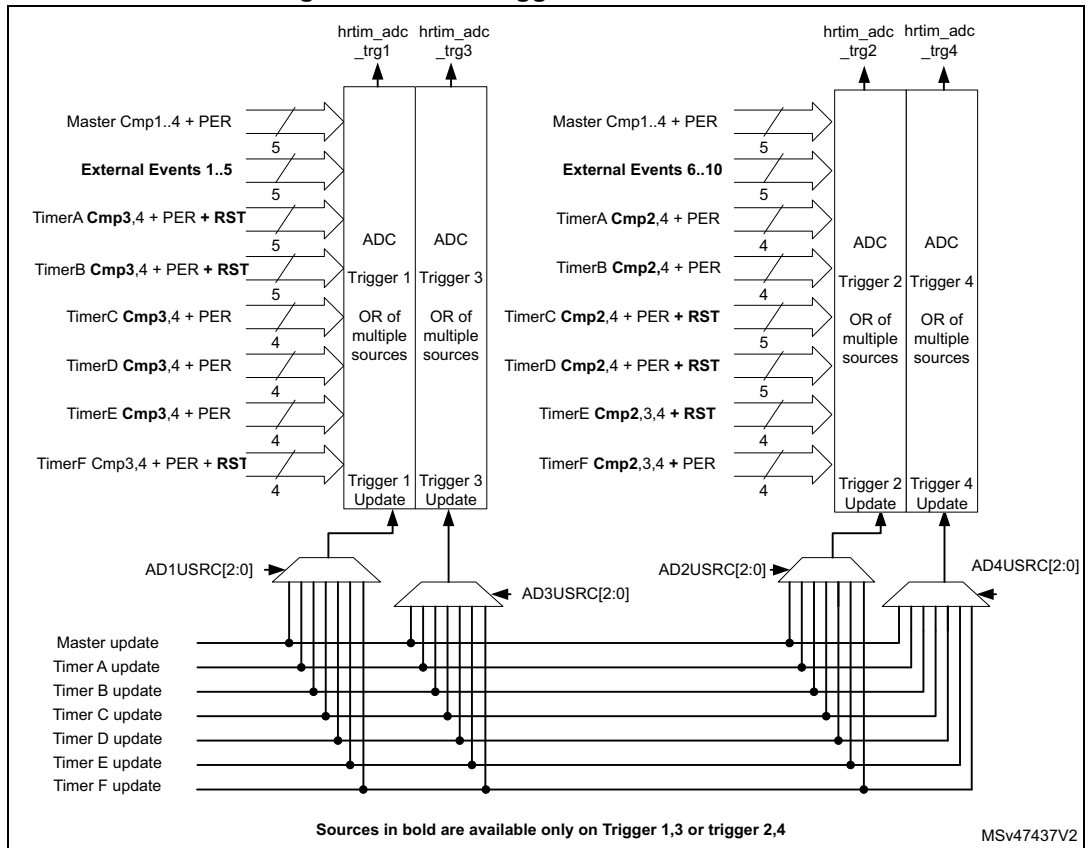 hrtim_adc
_trg1
hrtim_adc
_trg3
hrtim_adc
_trg2
hrtim_adc
_trg4
Master Cmp1..4 + PER
5
External Events 1..5
5
TimerA Cmp3,4 + PER + RST
5
TimerB Cmp3,4 + PER + RST
5
TimerC Cmp3,4 + PER
4
TimerD Cmp3,4 + PER
4
TimerE Cmp3,4 + PER
4
TimerF Cmp3,4 + PER + RST
4
ADC
Trigger 1
OR of
multiple
sources
Trigger 1
Update
ADC
Trigger 3
OR of
multiple
sources
Trigger 3
Update
Master Cmp1..4 + PER
5
External Events 6..10
5
TimerA Cmp2,4 + PER
4
TimerB Cmp2,4 + PER
4
TimerC Cmp2,4 + PER + RST
5
TimerD Cmp2,4 + PER + RST
5
TimerE Cmp2,3,4 + RST
4
TimerF Cmp2,3,4 + PER
4
ADC
Trigger 2
OR of
multiple
sources
Trigger 2
Update
ADC
Trigger 4
OR of
multiple
sources
Trigger 4
Update
AD1USRC[2:0]
AD3USRC[2:0]
AD2USRC[2:0]
AD4USRC[2:0]
Master update
Timer A update
Timer B update
Timer C update
Timer D update
Timer E update
Timer F update
Sources in bold are available only on Trigger 1,3 or trigger 2,4
MSv47437V2